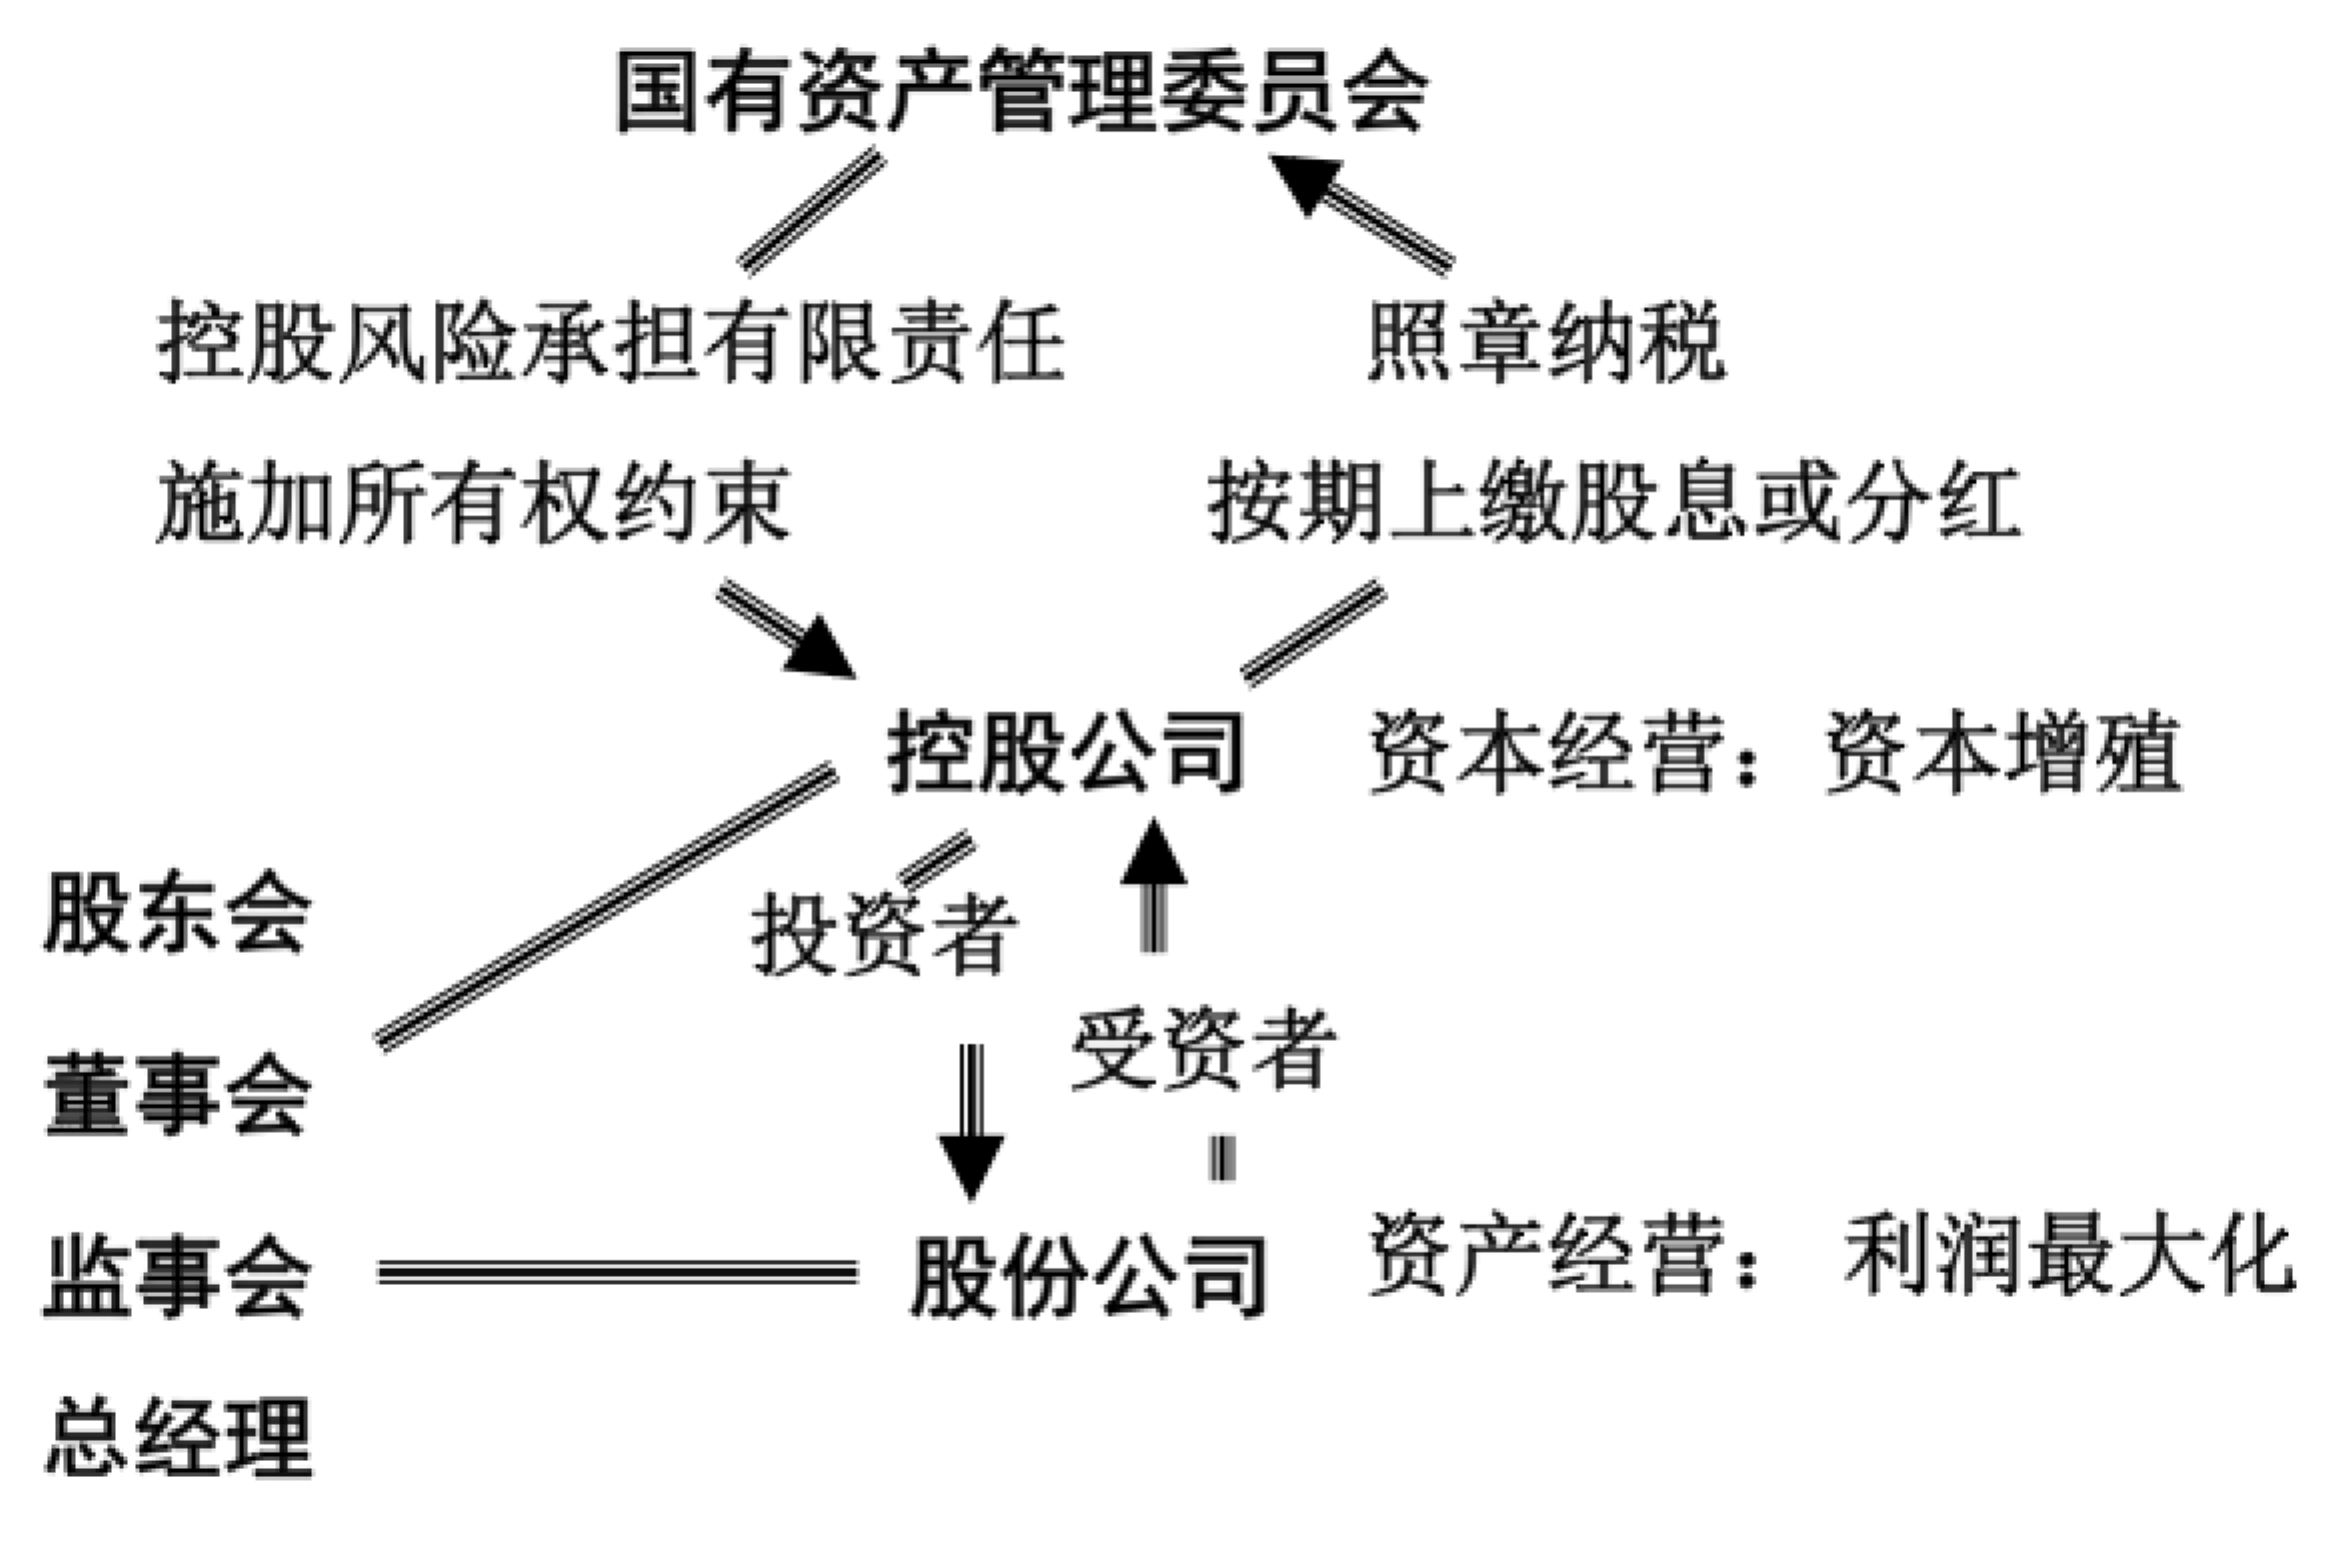 国有资产管理委员会
控股风险承担有限责任 照章纳税
施加所有权约束 按期上缴股息或分红
控股公司 资本经营：资本增殖
股东会 投资者
受资者
董事会
监事会 股份公司 资产经营： 利润最大化
总经理